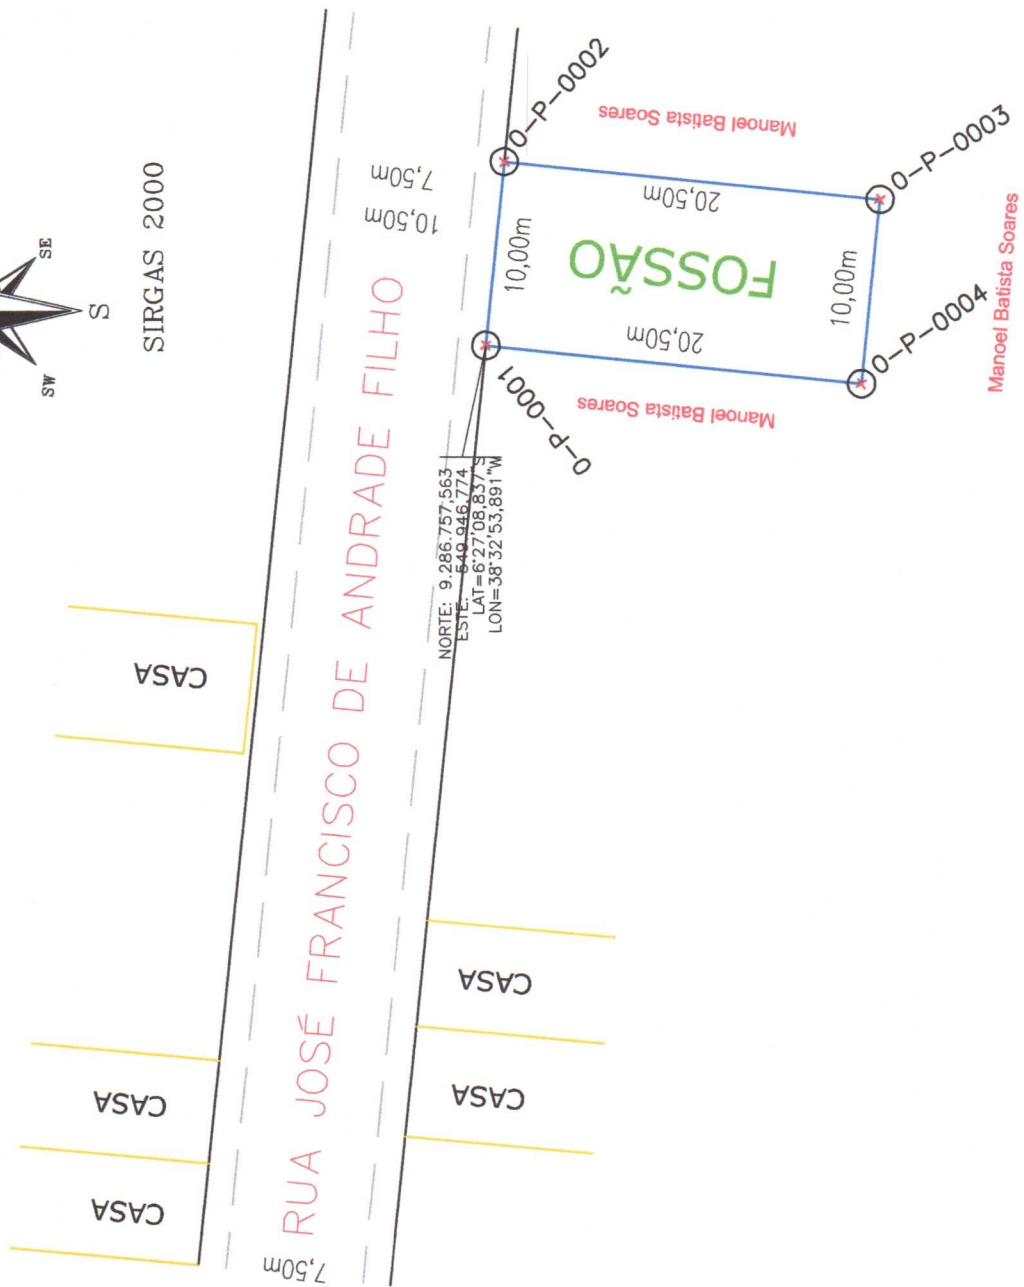 SE
SW
S
SIRGAS 2000
7,50m
10,50m
RUA JOSÉ FRANCISCO DE ANDRADE FILHO
7,50m
NORTE: 9.286.757,563
ESTE: 549.946,774
LAT=6°27'08,837"S
LON=38°32'53,891"W
0-P-0001
0-P-0002
0-P-0003
0-P-0004
10,00m
20,50m
20,50m
10,00m
FOSSÃO
Manoel Batista Soares
Manoel Batista Soares
Manoel Batista Soares
CASA
CASA
CASA
CASA
CASA